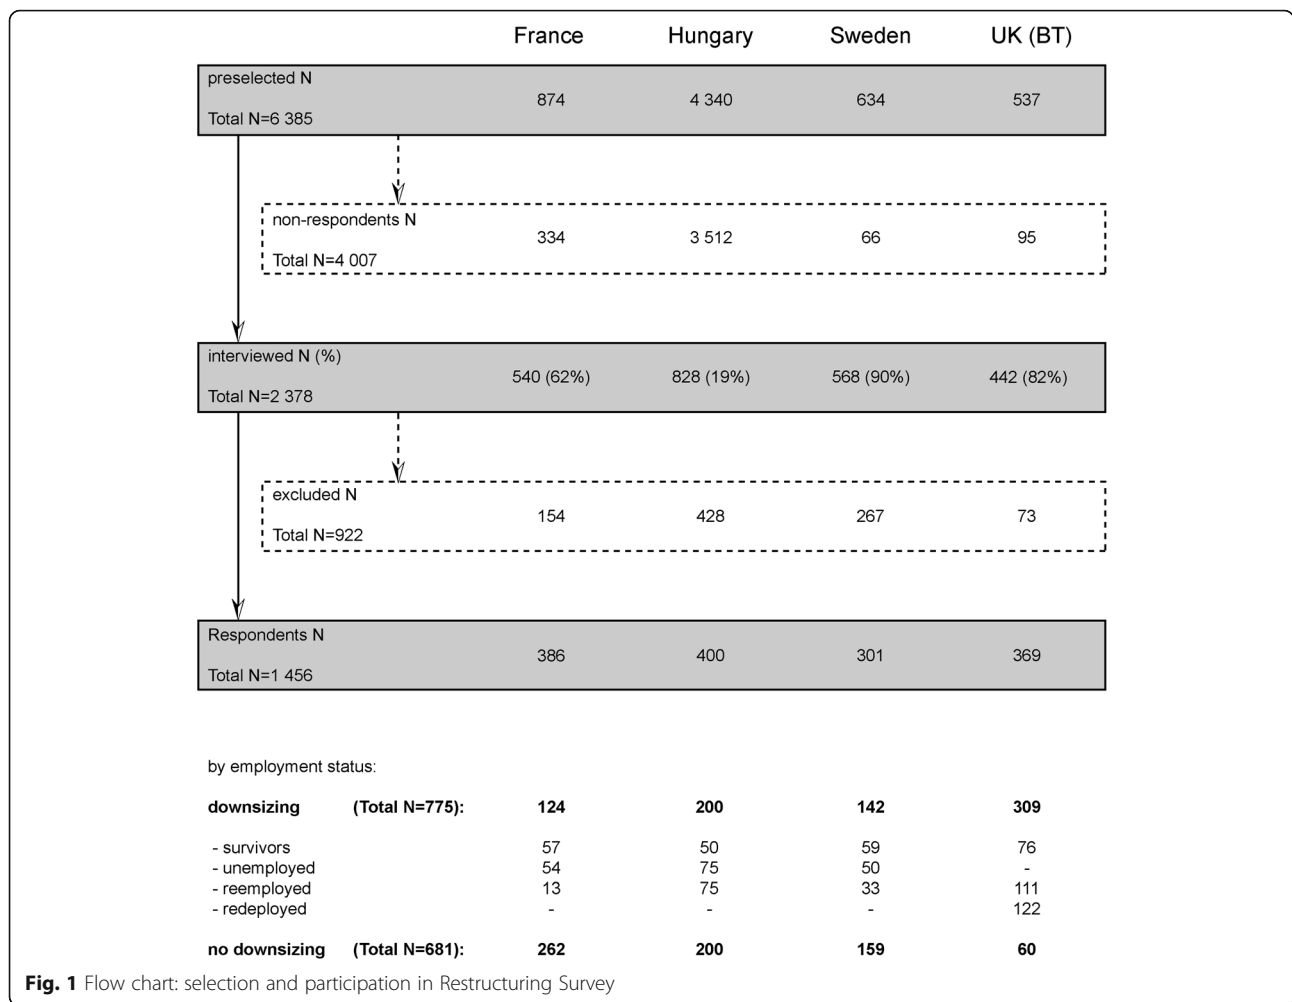 France Hungary Sweden UK (BT)
preselected N
874 4 340 634 537
Total N=6 385
non-respondents N
334 3 512 66 95
Total N=4 007
interviewed N (%)
540 (62%) 828 (19%) 568 (90%) 442 (82%)
Total N=2 378
excluded N
154 428 267 73
Total N=922
Respondents N
386 400 301 369
Total N=1 456
by employment status:
downsizing (Total N=775): 124 200 142 309
- survivors 57 50 59 76
- unemployed 54 75 50 -
- reemployed 13 75 33 111
- redeployed - - - 122
no downsizing (Total N=681): 262 200 159 60
Fig. 1 Flow chart: selection and participation in Restructuring Survey